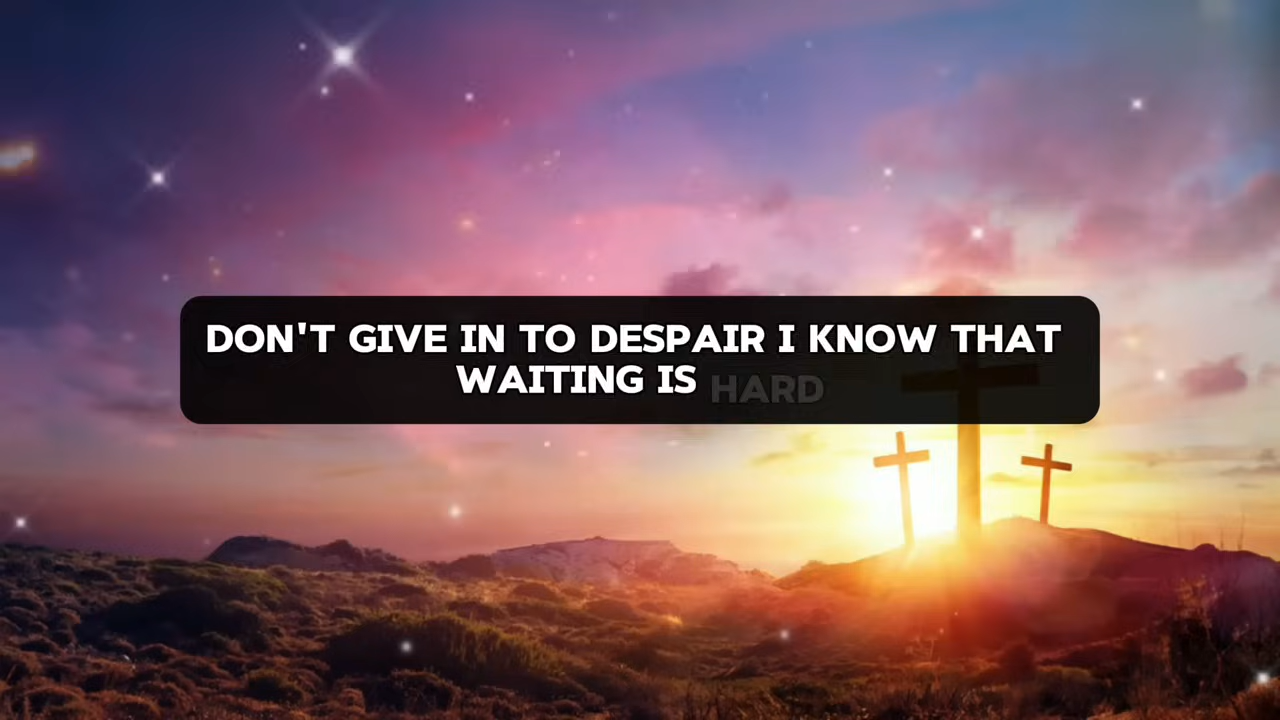 DON'T GIVE IN TO DESPAIR I KNOW THAT
WAITING IS HARD